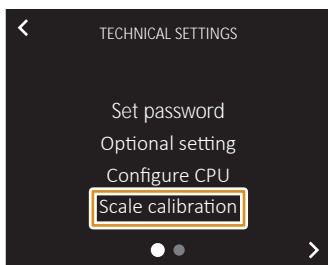 TECHNICAL SETTINGS
Set password
Optional setting
Configure CPU
Scale calibration